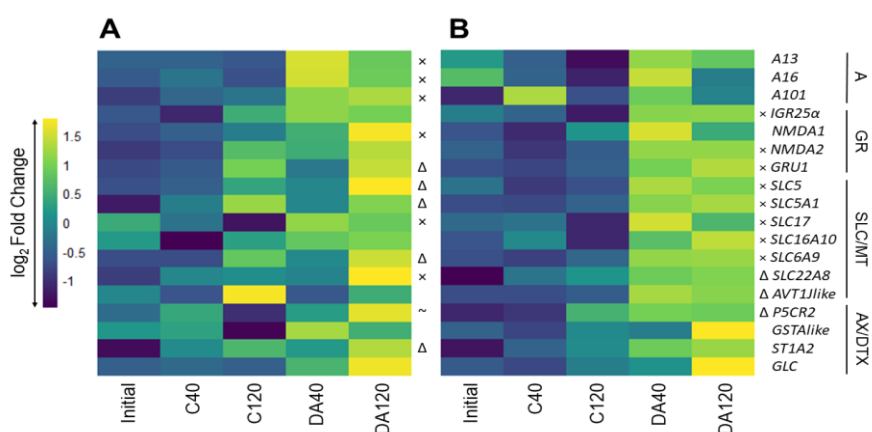 A B
× A13
× A16
× A101
× IGR25α
× NMDA1
× NMDA2
Δ × GRU1
Δ × SLC5
Δ × SLC5A1
× × SLC17
× SLC16A10
Δ × SLC6A9
× Δ SLC22A8
Δ AVT1Jlike
~ Δ P5CR2
GSTAlike
Δ ST1A2
GLC
A
GR
SLC/MT
AX/DTX
log2 Fold Change
1.5
1
0.5
0
-0.5
-1
Initial C40 C120 DA40 DA120
Initial C40 C120 DA40 DA120